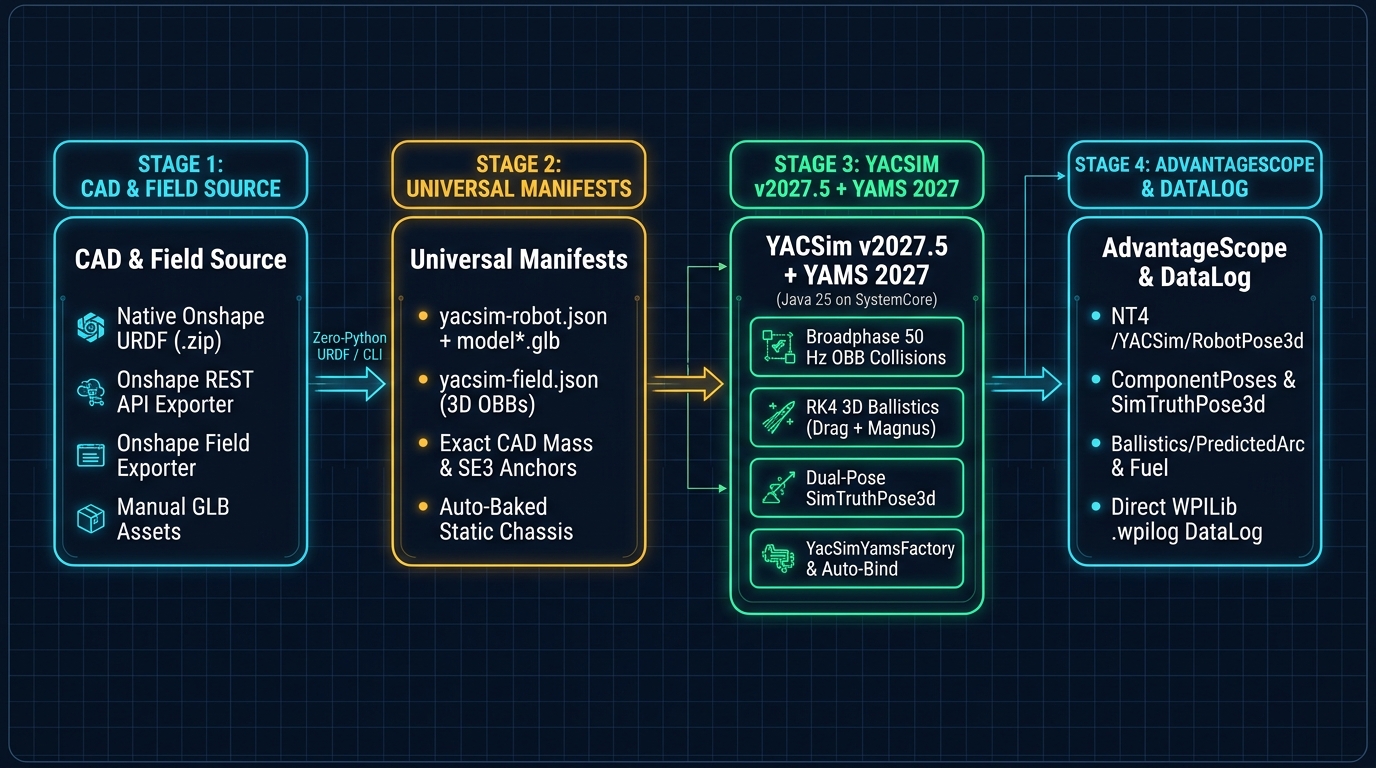 STAGE 1:
CAD & FIELD SOURCE
CAD & Field Source
Native Onshape
URDF (.zip)
Onshape REST
API Exporter
Onshape Field
Exporter
Manual GLB
Assets
Zero-Python
URDF / CLI
STAGE 2:
UNIVERSAL MANIFESTS
Universal Manifests
yacsim-robot.json
+ model*.glb
yacsim-field.json
(3D OBBs)
Exact CAD Mass
& SE3 Anchors
Auto-Baked
Static Chassis
STAGE 3: YACSIM
v2027.5 + YAMS 2027
YACSim v2027.5
+ YAMS 2027
(Java 25 on SystemCore)
Broadphase 50
Hz OBB Collisions
RK4 3D Ballistics
(Drag + Magnus)
Dual-Pose
SimTruthPose3d
YacSimYamsFactory
& Auto-Bind
STAGE 4: ADVANTAGESCOPE
& DATALOG
AdvantageScope
& DataLog
NT4
/YACSim/RobotPose3d
ComponentPoses &
SimTruthPose3d
Ballistics/PredictedArc
& Fuel
Direct WPILib
.wpilog DataLog